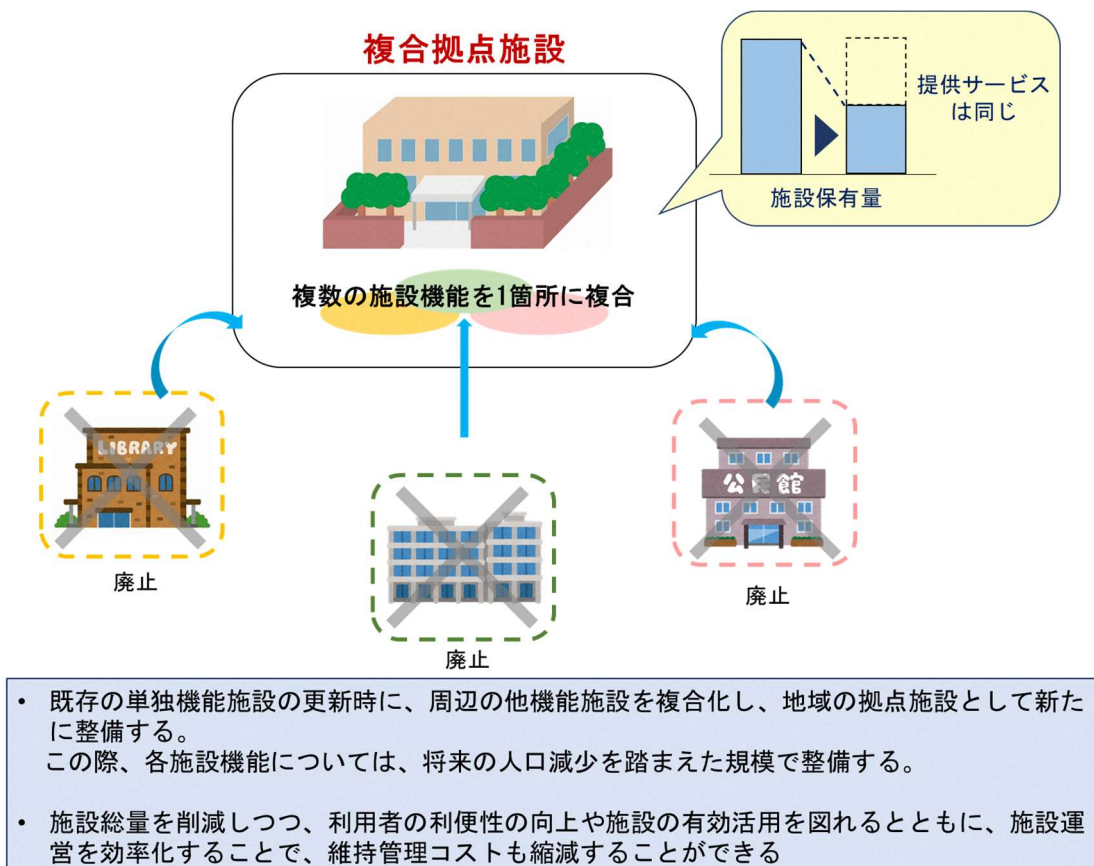 複合拠点施設
提供サービス
は同じ
施設保有量
複数の施設機能を1箇所に複合
LIBRARY
公民館
廃止
廃止
廃止
• 既存の単独機能施設の更新時に、周辺の他機能施設を複合化し、地域の拠点施設として新た
に整備する。
この際、各施設機能については、将来の人口減少を踏まえた規模で整備する。
• 施設総量を削減しつつ、利用者の利便性の向上や施設の有効活用を図れるとともに、施設運
営を効率化することで、維持管理コストも縮減することができる